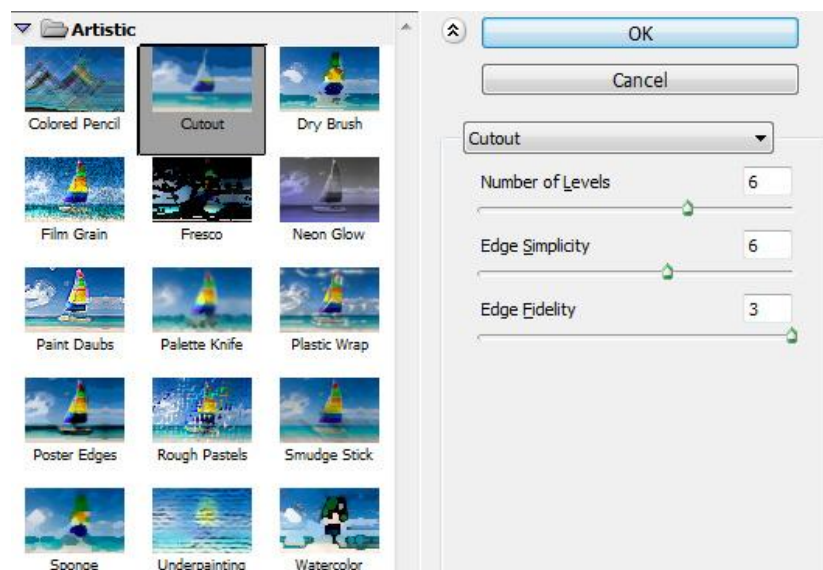 Artistic
Colored Pencil
Cutout
Dry Brush
Film Grain
Fresco
Neon Glow
Paint Daubs
Palette Knife
Plastic Wrap
Poster Edges
Rough Pastels
Smudge Stick
Sponge
Underpainting
Watercolor
OK
Cancel
Cutout
Number of Levels 6
Edge Simplicity 6
Edge Fidelity 3